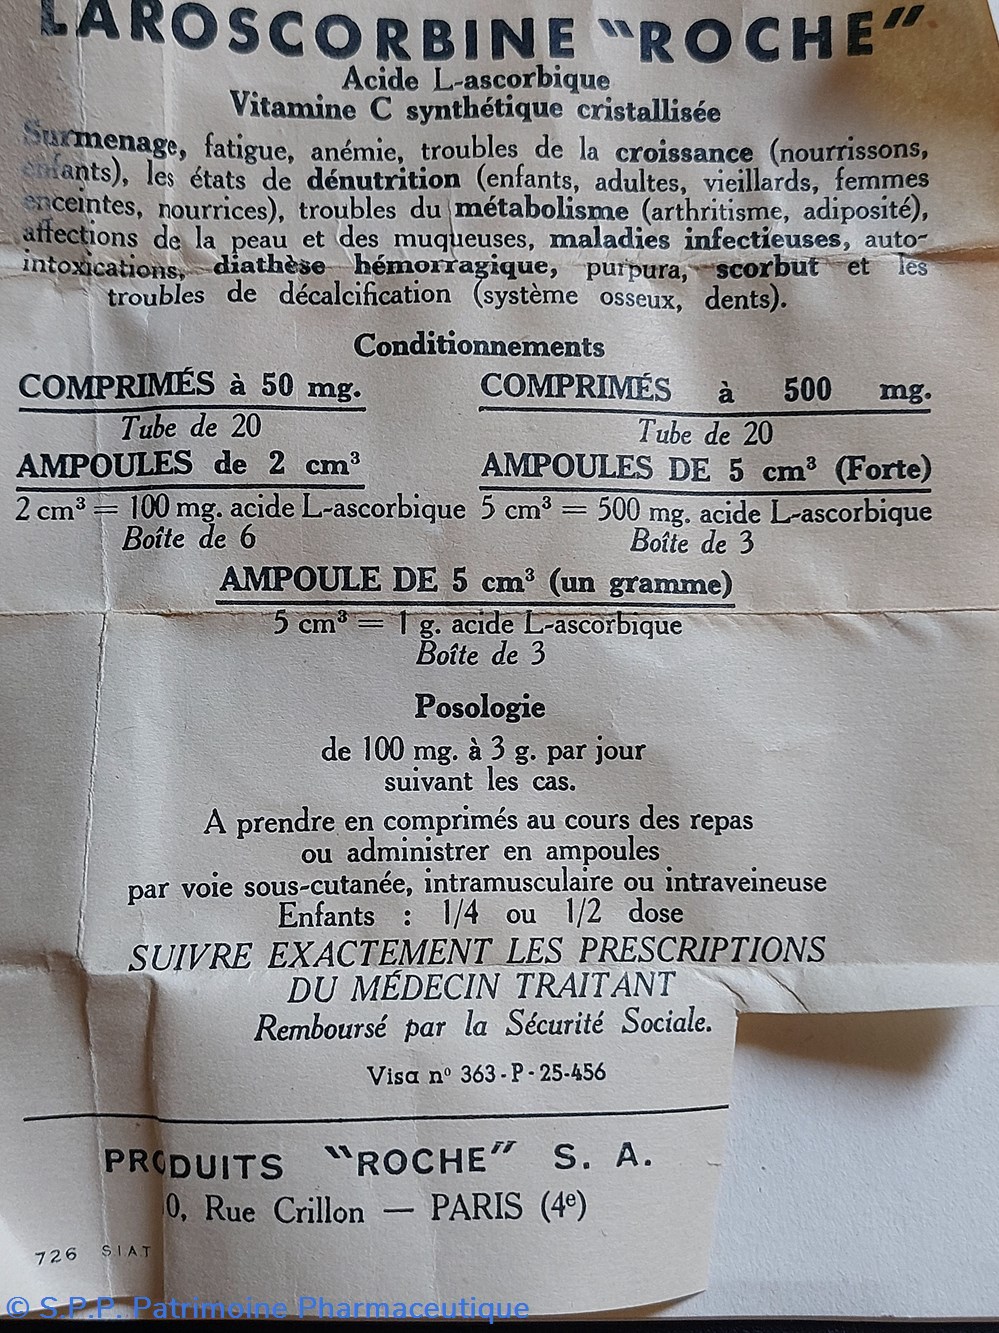 LAROSCORBINE "ROCHE"
Acide L-ascorbique
Vitamine C synthétique cristallisée
Surmenage, fatigue, anémie, troubles de la croissance (nourrissons,
enfants), les états de dénutrition (enfants, adultes, vieillards, femmes
enceintes, nourrices), troubles du métabolisme (arthritisme, adiposité),
affections de la peau et des muqueuses, maladies infectieuses, auto-
intoxications, diathèse hémorragique, purpura, scorbut et les
troubles de décalcification (système osseux, dents).
Conditionnements
COMPRIMÉS à 50 mg.
Tube de 20
AMPOULES de 2 cm³
2 cm³ = 100 mg. acide L-ascorbique
Boîte de 6
COMPRIMÉS à 500 mg.
Tube de 20
AMPOULES DE 5 cm³ (Forte)
5 cm³ = 500 mg. acide L-ascorbique
Boîte de 3
AMPOULE DE 5 cm³ (un gramme)
5 cm³ = 1 g. acide L-ascorbique
Boîte de 3
Posologie
de 100 mg. à 3 g. par jour
suivant les cas.
A prendre en comprimés au cours des repas
ou administrer en ampoules
par voie sous-cutanée, intramusculaire ou intraveineuse
Enfants : 1/4 ou 1/2 dose
SUIVRE EXACTEMENT LES PRESCRIPTIONS
DU MÉDECIN TRAITANT
Remboursé par la Sécurité Sociale.
Visa nº 363-P-25-456
PRODUITS "ROCHE" S. A.
0, Rue Crillon — PARIS (4e)
726 SIAT
© S.P.P. Patrimoine Pharmaceutique